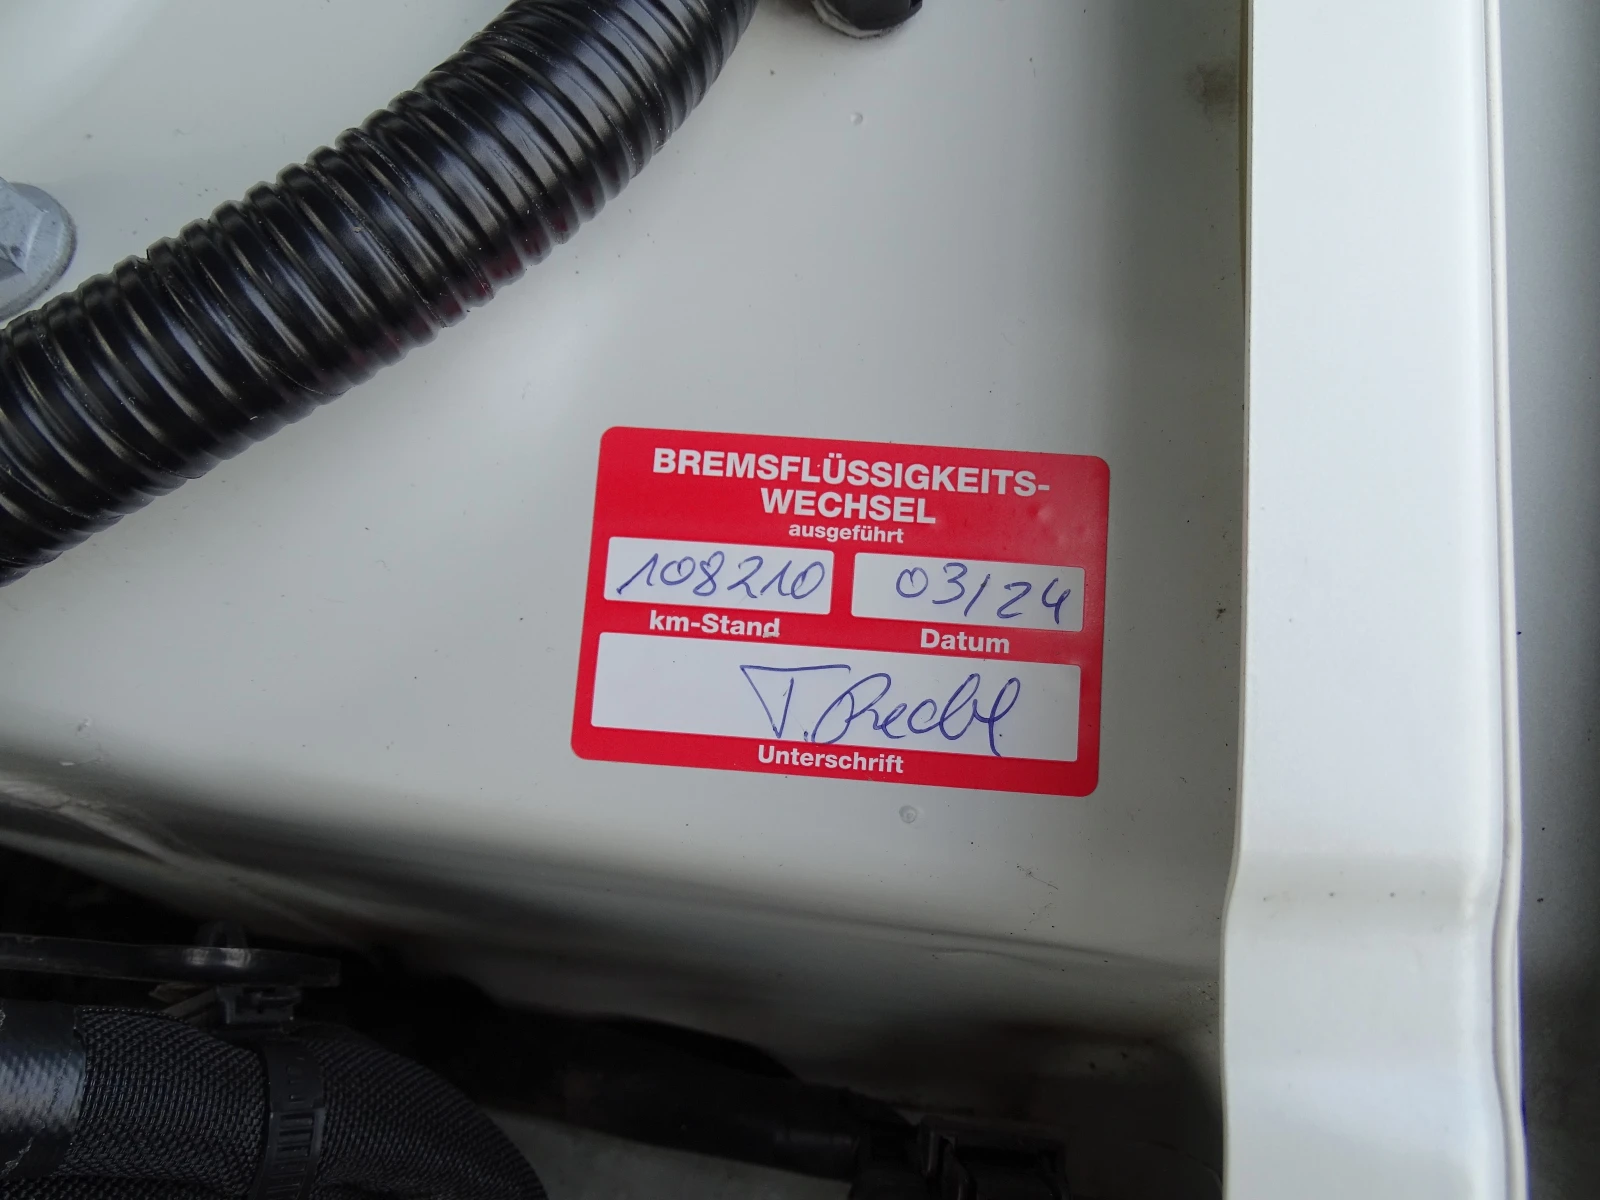 BREMSFLÜSSIGKEITS-
WECHSEL
ausgeführt
108210 03/24
km-Stand Datum
Unterschrift